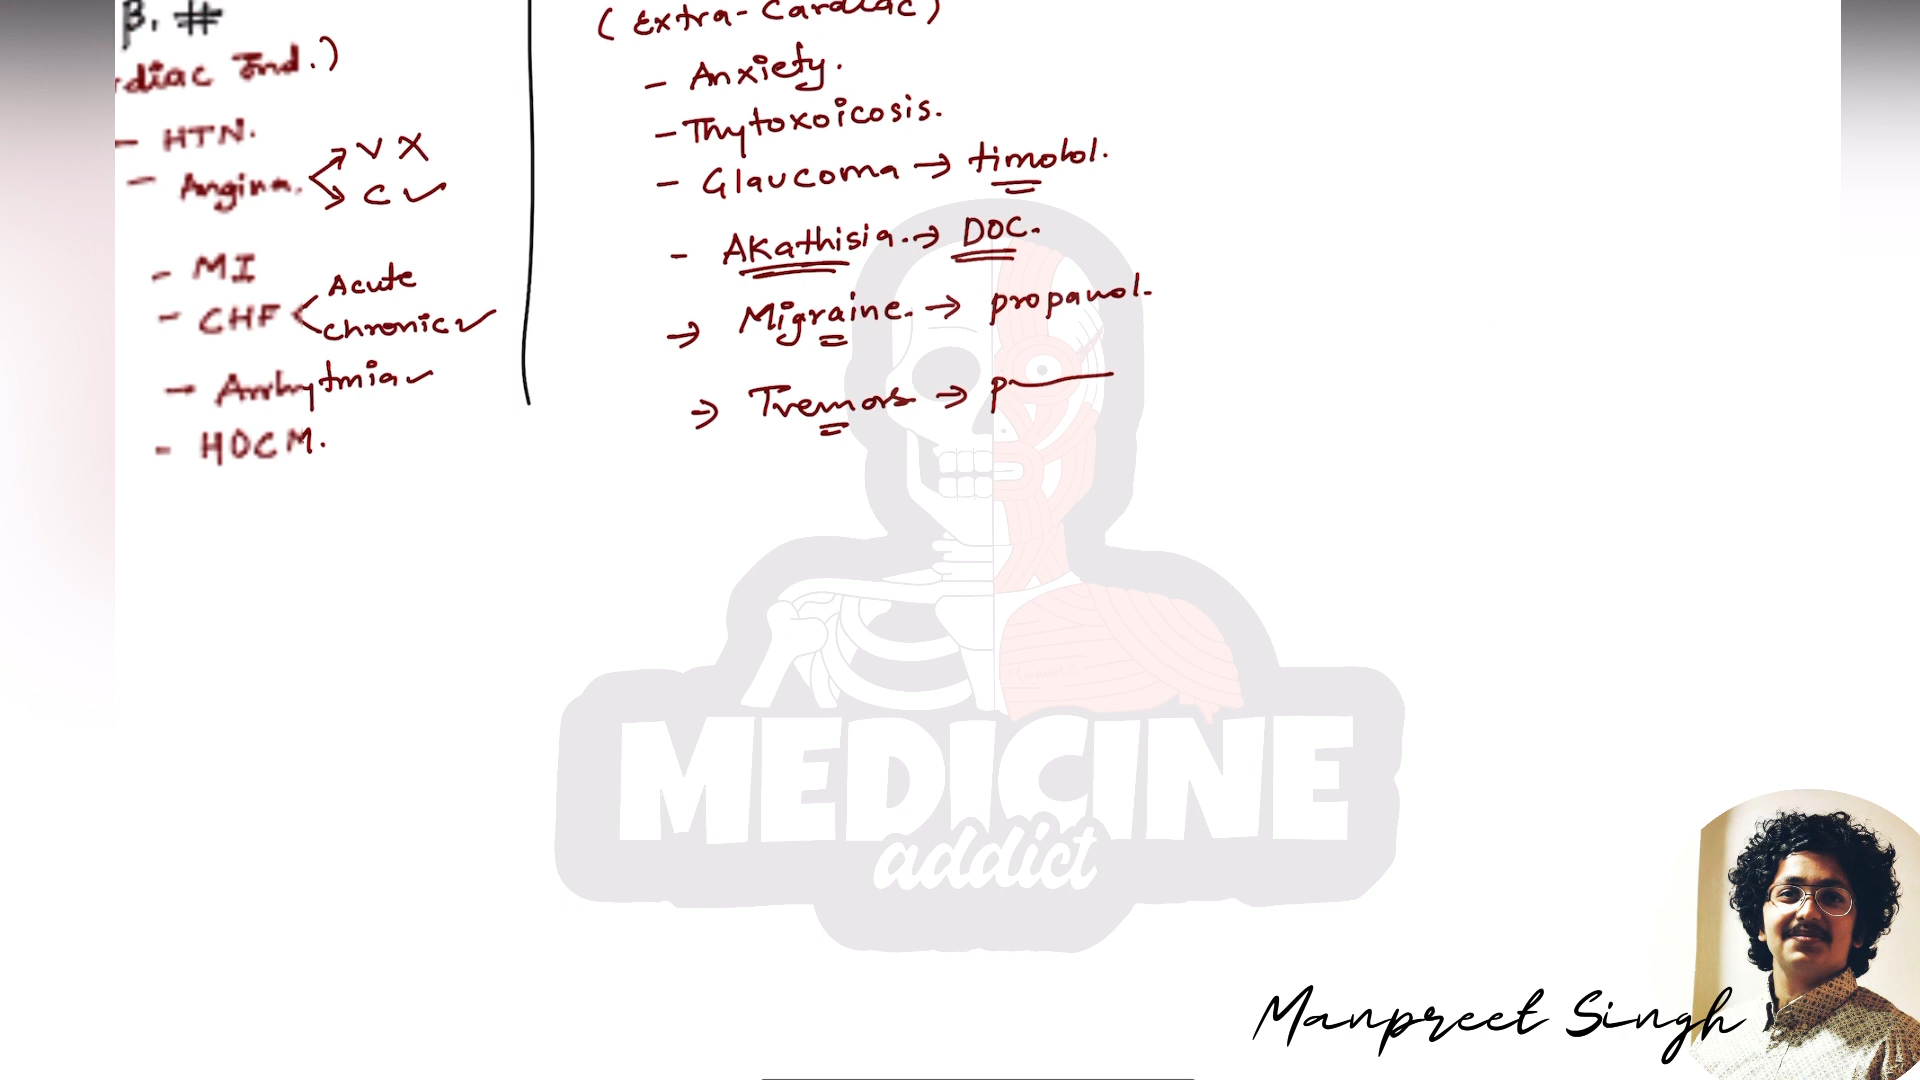 β. #
rdiac Ind.)
- HTN.
- Angina. → V X
→ C ✓
- MI
- CHF < Acute
chronic ✓
→ Arrhytmia ✓
- HOCM.
(Extra-Cardiac)
- Anxiety.
- Thytoxoicosis.
- Glaucoma → timolol.
- AKathisia. → DOC.
→ Migraine. → propanol.
→ Tremors → p
MEDICINE
addict
Manpreet Singh